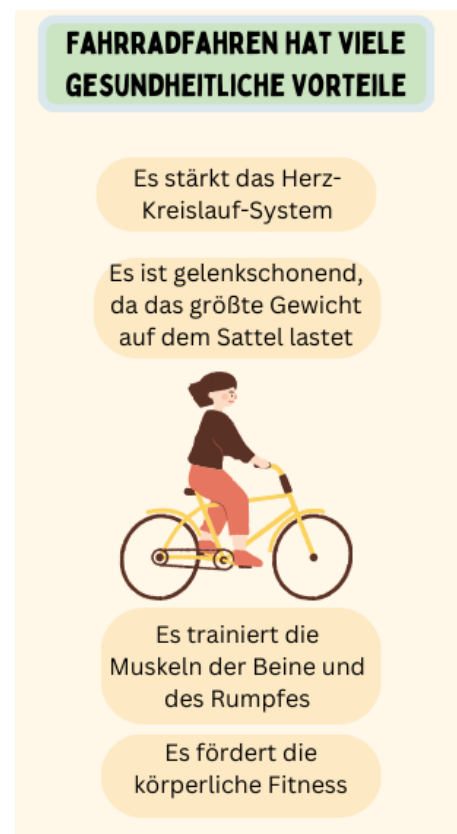 FAHRRADFAHREN HAT VIELE
GESUNDHEITLICHE VORTEILE
Es stärkt das Herz-
Kreislauf-System
Es ist gelenkschonend,
da das größte Gewicht
auf dem Sattel lastet
Es trainiert die
Muskeln der Beine und
des Rumpfes
Es fördert die
körperliche Fitness